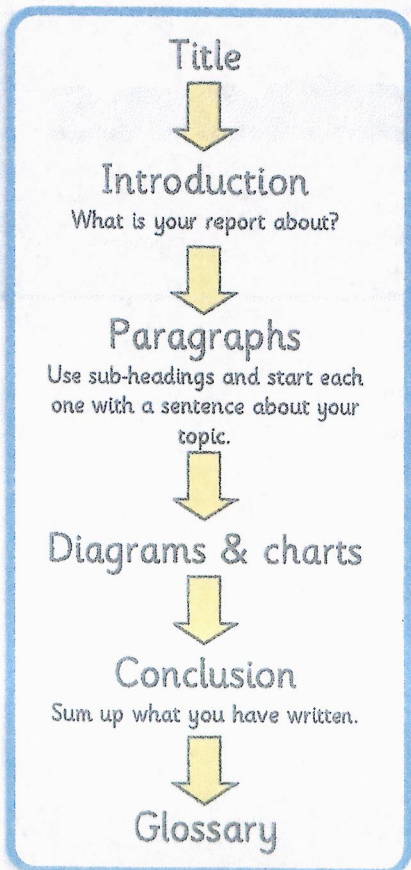 Title
Introduction
What is your report about?
Paragraphs
Use sub-headings and start each
one with a sentence about your
topic.
Diagrams & charts
Conclusion
Sum up what you have written.
Glossary